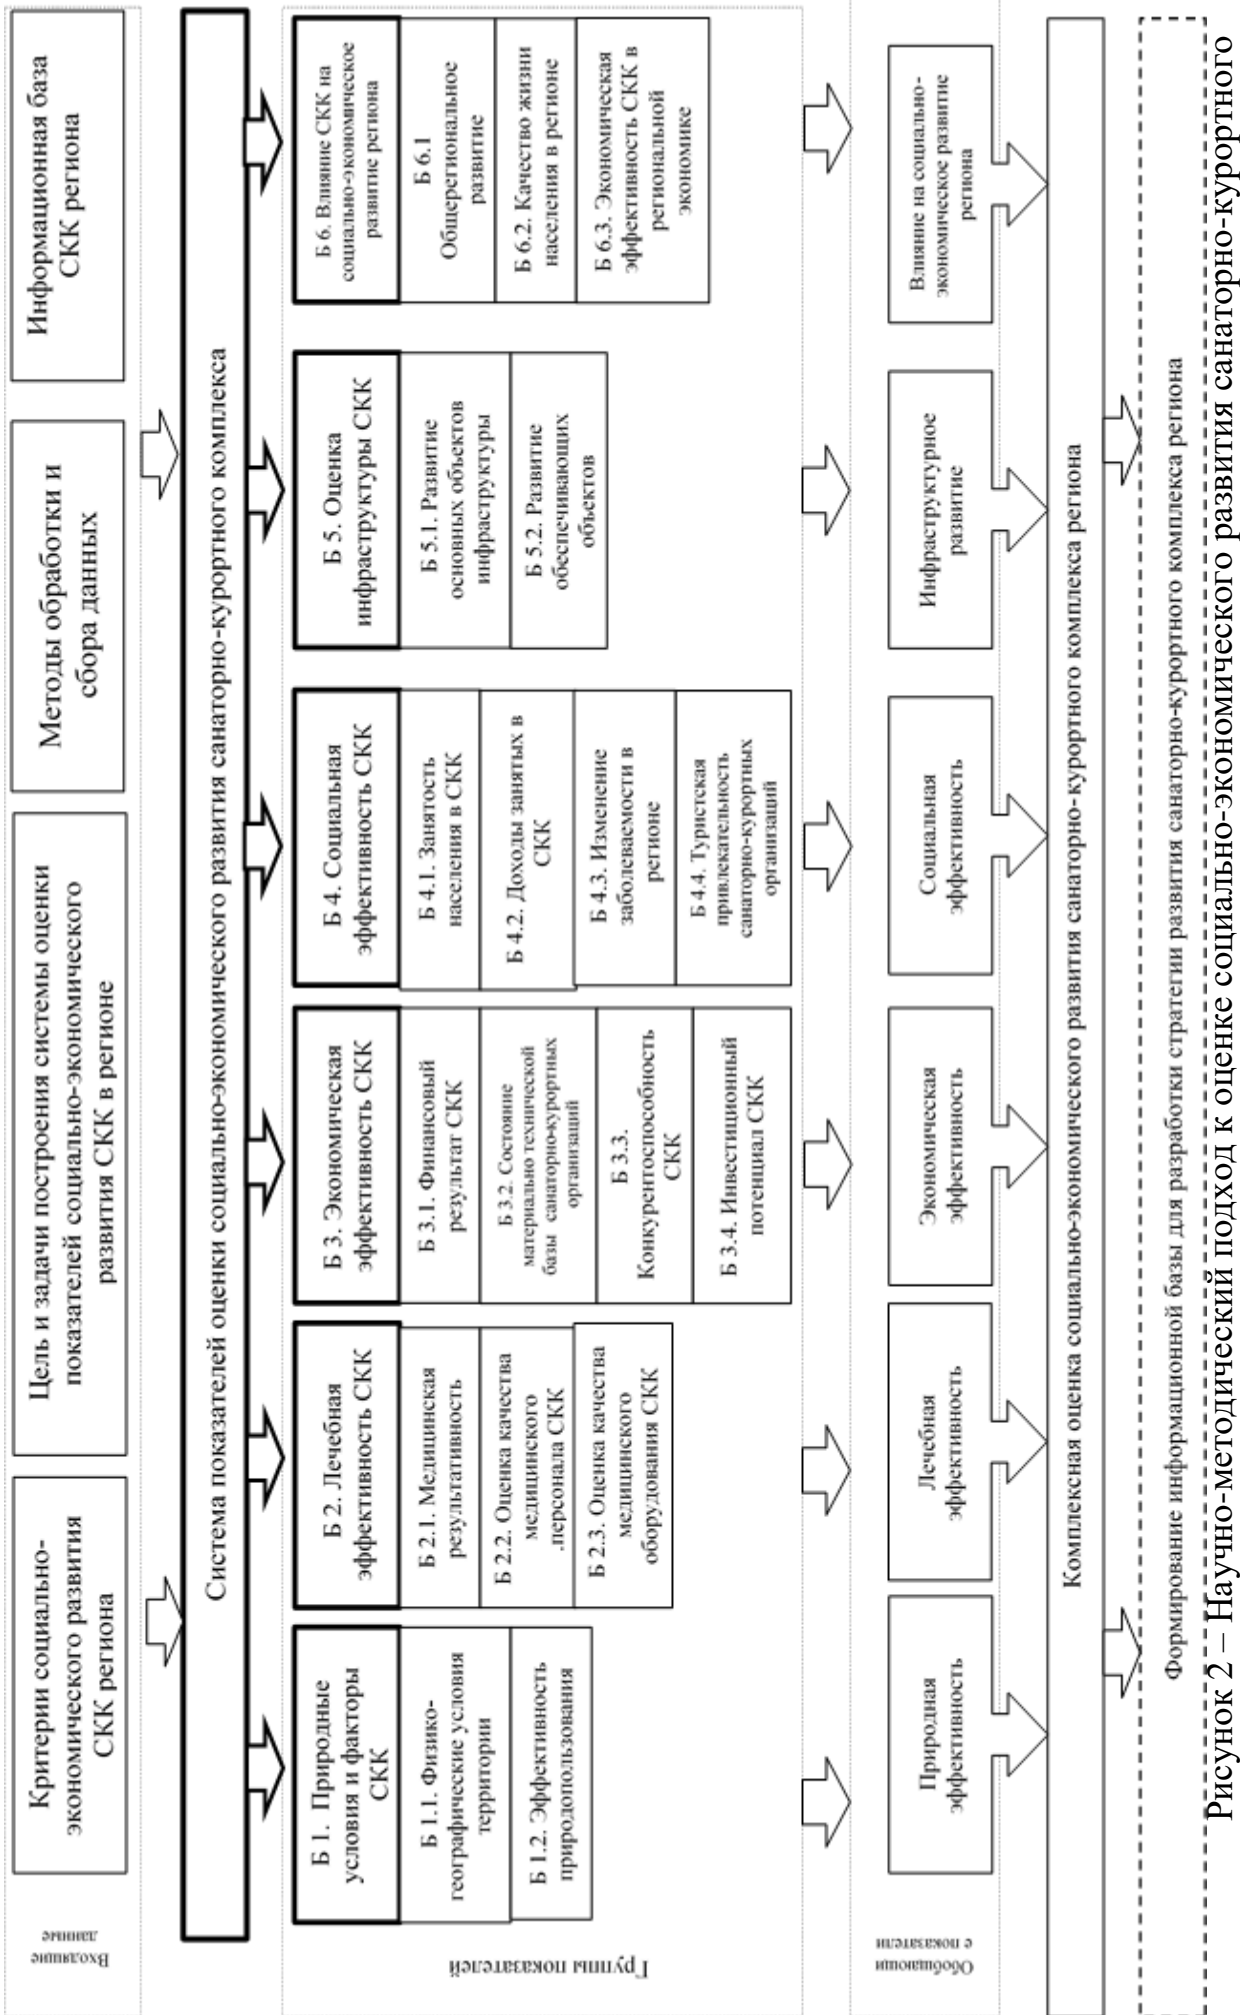 Входящие
данные
Критерии социально-
экономического развития
СКК региона
Цель и задачи построения системы оценки
показателей социально-экономического
развития СКК в регионе
Методы обработки и
сбора данных
Информационная база
СКК региона
Система показателей оценки социально-экономического развития санаторно-курортного комплекса
Группы показателей
Б 1. Природные
условия и факторы
СКК
Б 1.1. Физико-
географические условия
территории
Б 1.2. Эффективность
природопользования
Б 2. Лечебная
эффективность СКК
Б 2.1. Медицинская
результативность
Б 2.2. Оценка качества
медицинского
.персонала СКК
Б 2.3. Оценка качества
медицинского
оборудования СКК
Б 3. Экономическая
эффективность СКК
Б 3.1. Финансовый
результат СКК
Б 3.2. Состояние
материально технической
базы санаторно-курортных
организаций
Б 3.3.
Конкурентоспособность
СКК
Б 3.4. Инвестиционный
потенциал СКК
Б 4. Социальная
эффективность СКК
Б 4.1. Занятость
населения в СКК
Б 4.2. Доходы занятых в
СКК
Б 4.3. Изменение
заболеваемости в
регионе
Б 4.4. Туристская
привлекательность
санаторно-курортных
организаций
Б 5. Оценка
инфраструктуры СКК
Б 5.1. Развитие
основных объектов
инфраструктуры
Б 5.2. Развитие
обеспечивающих
объектов
Б 6. Влияние СКК на
социально-экономическое
развитие региона
Б 6.1
Общерегиональное
развитие
Б 6.2. Качество жизни
населения в регионе
Б 6.3. Экономическая
эффективность СКК в
региональной
экономике
Обобщающи
е показатели
Природная
эффективность
Лечебная
эффективность
Экономическая
эффективность
Социальная
эффективность
Инфраструктурное
развитие
Влияние на социально-
экономическое развитие
региона
Комплексная оценка социально-экономического развития санаторно-курортного комплекса региона
Формирование информационной базы для разработки стратегии развития санаторно-курортного комплекса региона
Рисунок 2 – Научно-методический подход к оценке социально-экономического развития санаторно-курортного